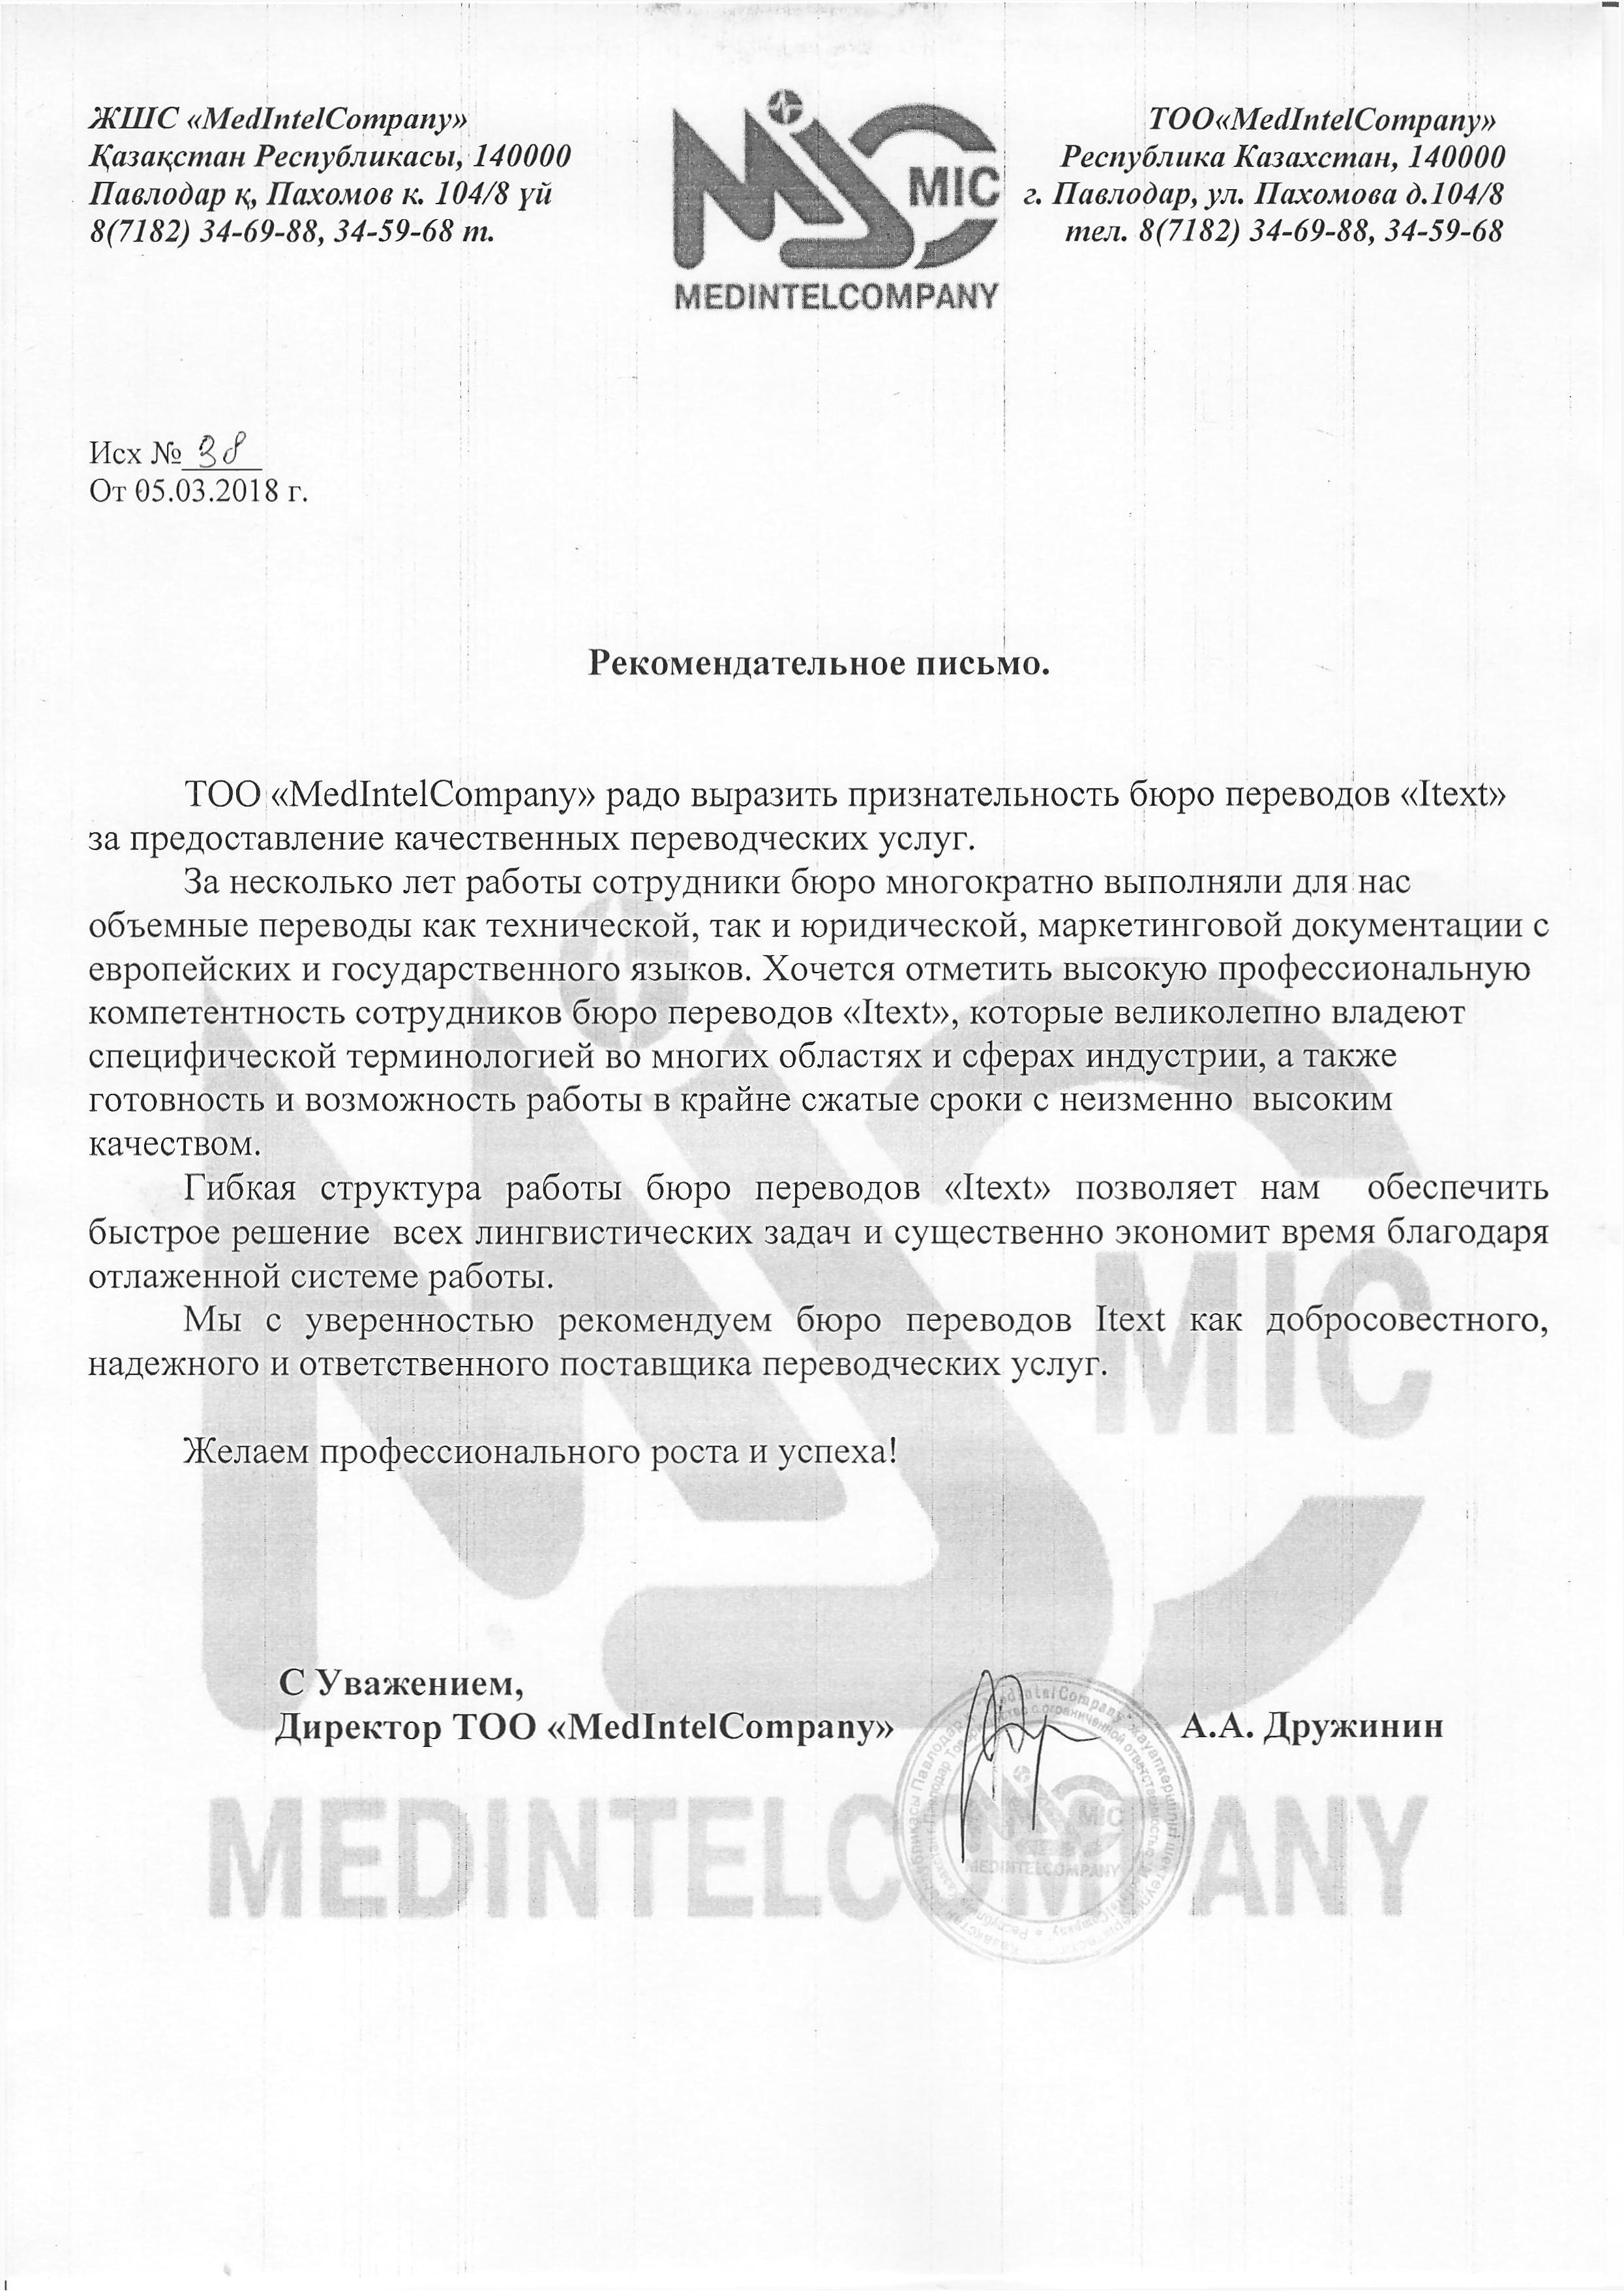 ЖШС «MedIntelCompany»
Қазақстан Республикасы, 140000
Павлодар қ, Пахомов к. 104/8 үй
8(7182) 34-69-88, 34-59-68 т.
MIC
MEDINTELCOMPANY
ТОО«MedIntelCompany»
Республика Казахстан, 140000
г. Павлодар, ул. Пахомова д.104/8
тел. 8(7182) 34-69-88, 34-59-68
Исх № 38
От 05.03.2018 г.
Рекомендательное письмо.
ТОО «MedIntelCompany» радо выразить признательность бюро переводов «Itext»
за предоставление качественных переводческих услуг.
За несколько лет работы сотрудники бюро многократно выполняли для нас
объемные переводы как технической, так и юридической, маркетинговой документации с
европейских и государственного языков. Хочется отметить высокую профессиональную
компетентность сотрудников бюро переводов «Itext», которые великолепно владеют
специфической терминологией во многих областях и сферах индустрии, а также
готовность и возможность работы в крайне сжатые сроки с неизменно высоким
качеством.
Гибкая структура работы бюро переводов «Itext» позволяет нам обеспечить
быстрое решение всех лингвистических задач и существенно экономит время благодаря
отлаженной системе работы.
Мы с уверенностью рекомендуем бюро переводов Itext как добросовестного,
надежного и ответственного поставщика переводческих услуг.
MIC
Желаем профессионального роста и успеха!
С Уважением,
Директор ТОО «MedIntelCompany»
А.А. Дружинин
MEDINTELCOMPANY
MIC
MEDINTELCOMPANY